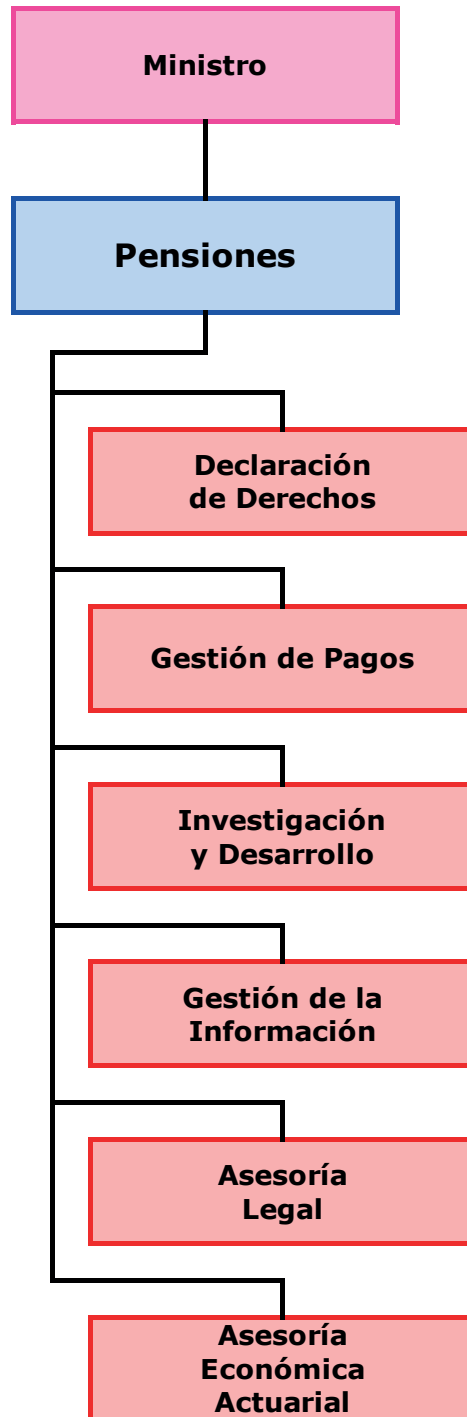 Ministro
Pensiones
Declaración
de Derechos
Gestión de Pagos
Investigación
y Desarrollo
Gestión de la
Información
Asesoría
Legal
Asesoría
Económica
Actuarial